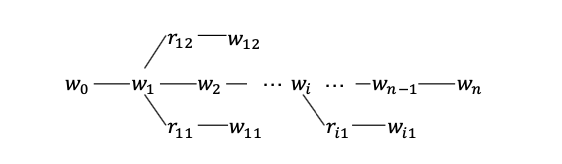 r₁₂ w₁₂
w₀ w₁ w₂ ⋯ wᵢ ⋯ wₙ₋₁ wₙ
r₁₁ w₁₁ rᵢ₁ wᵢ₁